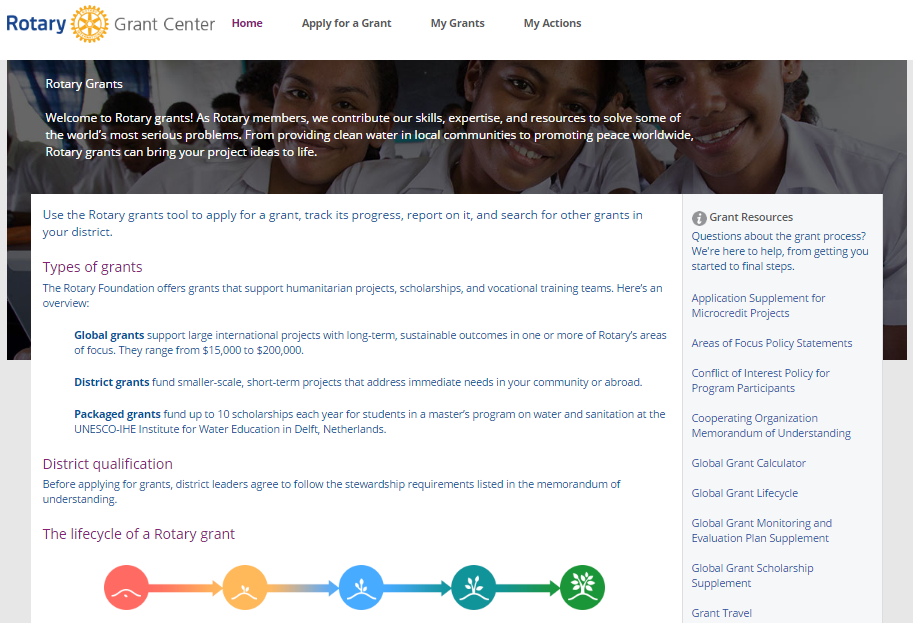 Rotary Grant Center
Home
Apply for a Grant
My Grants
My Actions
Rotary Grants
Welcome to Rotary grants! As Rotary members, we contribute our skills, expertise, and resources to solve some of
the world's most serious problems. From providing clean water in local communities to promoting peace worldwide,
Rotary grants can bring your project ideas to life.
Use the Rotary grants tool to apply for a grant, track its progress, report on it, and search for other grants in
your district.
Types of grants
The Rotary Foundation offers grants that support humanitarian projects, scholarships, and vocational training teams. Here's an
overview:
Global grants support large international projects with long-term, sustainable outcomes in one or more of Rotary's areas
of focus. They range from $15,000 to $200,000.
District grants fund smaller-scale, short-term projects that address immediate needs in your community or abroad.
Packaged grants fund up to 10 scholarships each year for students in a master's program on water and sanitation at the
UNESCO-IHE Institute for Water Education in Delft, Netherlands.
District qualification
Before applying for grants, district leaders agree to follow the stewardship requirements listed in the memorandum of
understanding.
The lifecycle of a Rotary grant
Grant Resources
Questions about the grant process?
We're here to help, from getting you
started to final steps.
Application Supplement for
Microcredit Projects
Areas of Focus Policy Statements
Conflict of Interest Policy for
Program Participants
Cooperating Organization
Memorandum of Understanding
Global Grant Calculator
Global Grant Lifecycle
Global Grant Monitoring and
Evaluation Plan Supplement
Global Grant Scholarship
Supplement
Grant Travel